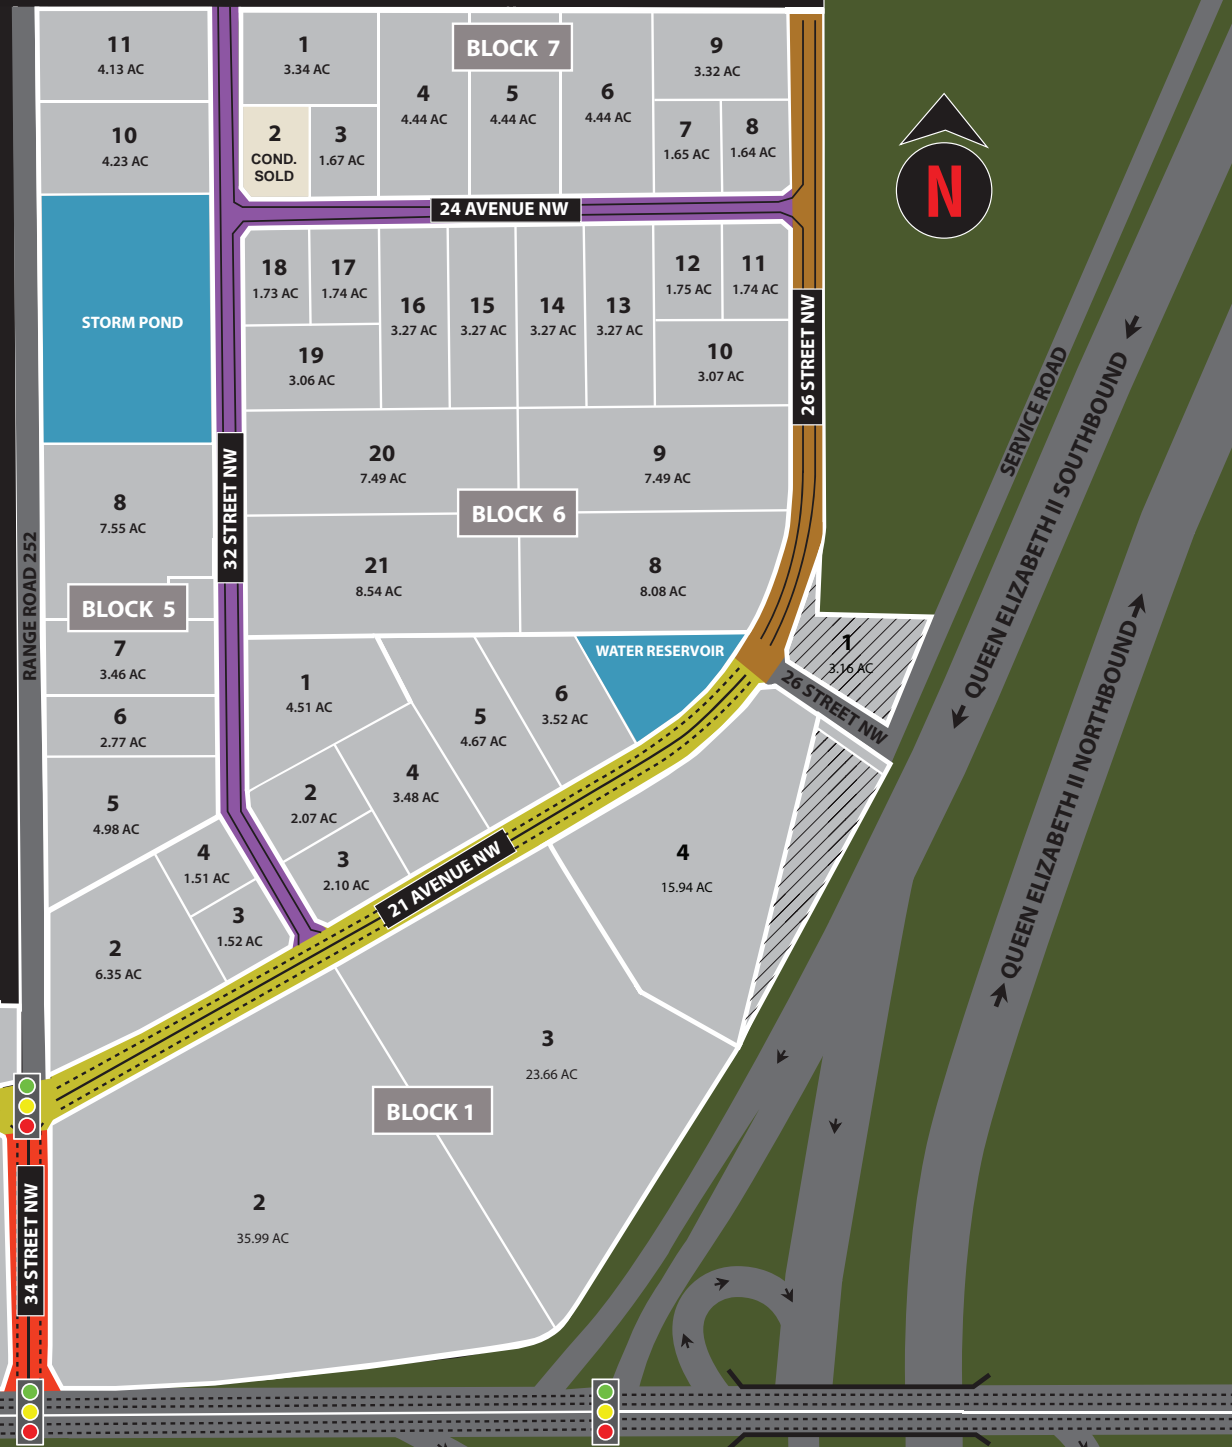 11
4.13 AC
10
4.23 AC
STORM POND
8
7.55 AC
BLOCK 5
7
3.46 AC
6
2.77 AC
5
4.98 AC
4
1.51 AC
3
1.52 AC
2
6.35 AC
RANGE ROAD 252
32 STREET NW
BLOCK 7
1
3.34 AC
2
COND.
SOLD
3
1.67 AC
4
4.44 AC
5
4.44 AC
6
4.44 AC
9
3.32 AC
7
1.65 AC
8
1.64 AC
24 AVENUE NW
18
1.73 AC
17
1.74 AC
16
3.27 AC
15
3.27 AC
14
3.27 AC
13
3.27 AC
12
1.75 AC
11
1.74 AC
19
3.06 AC
10
3.07 AC
20
7.49 AC
9
7.49 AC
BLOCK 6
21
8.54 AC
8
8.08 AC
WATER RESERVOIR
1
4.51 AC
2
2.07 AC
3
2.10 AC
4
3.48 AC
5
4.67 AC
6
3.52 AC
26 STREET NW
1
3.16 AC
26 STREET NW
21 AVENUE NW
4
15.94 AC
3
23.66 AC
BLOCK 1
2
35.99 AC
34 STREET NW
N
SERVICE ROAD
QUEEN ELIZABETH II SOUTHBOUND
QUEEN ELIZABETH II NORTHBOUND